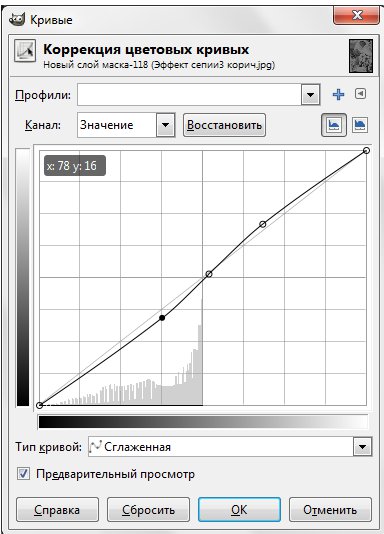 Кривые
Коррекция цветовых кривых
Новый слой маска-118 (Эффект сепии3 корич.jpg)
Профили:
Канал: Значение Восстановить
x: 78 y: 16
Тип кривой: Сглаженная
Предварительный просмотр
Справка Сбросить OK Отменить